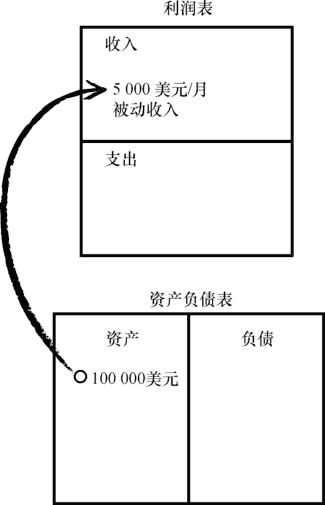 利润表
收入
5 000 美元/月
被动收入
支出
资产负债表
资产
负债
100 000美元